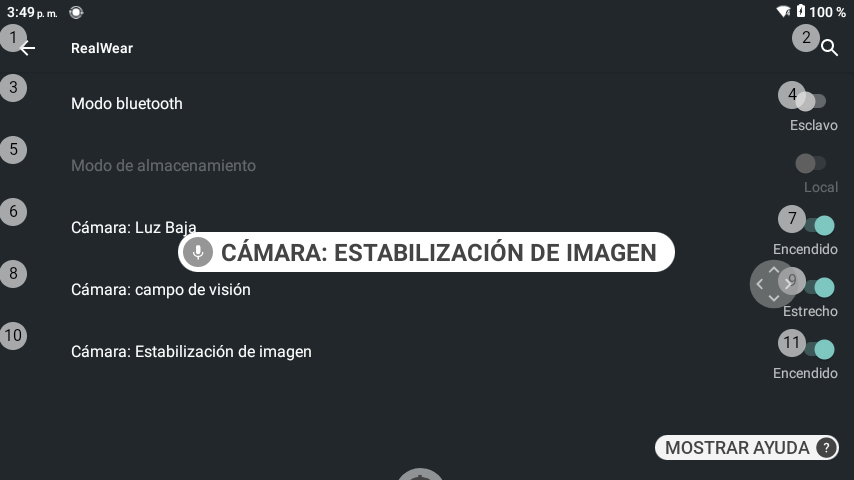 3:49 p. m. 100 %
1 RealWear 2
3 Modo bluetooth 4
Esclavo
5 Modo de almacenamiento
Local
6 Cámara: Luz Baja 7
Encendido
CÁMARA: ESTABILIZACIÓN DE IMAGEN
8 Cámara: campo de visión 9
Estrecho
10 Cámara: Estabilización de imagen 11
Encendido
MOSTRAR AYUDA ?